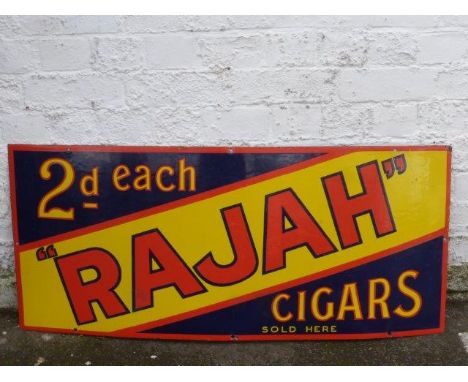 2d each
"RAJAH"
CIGARS
SOLD HERE